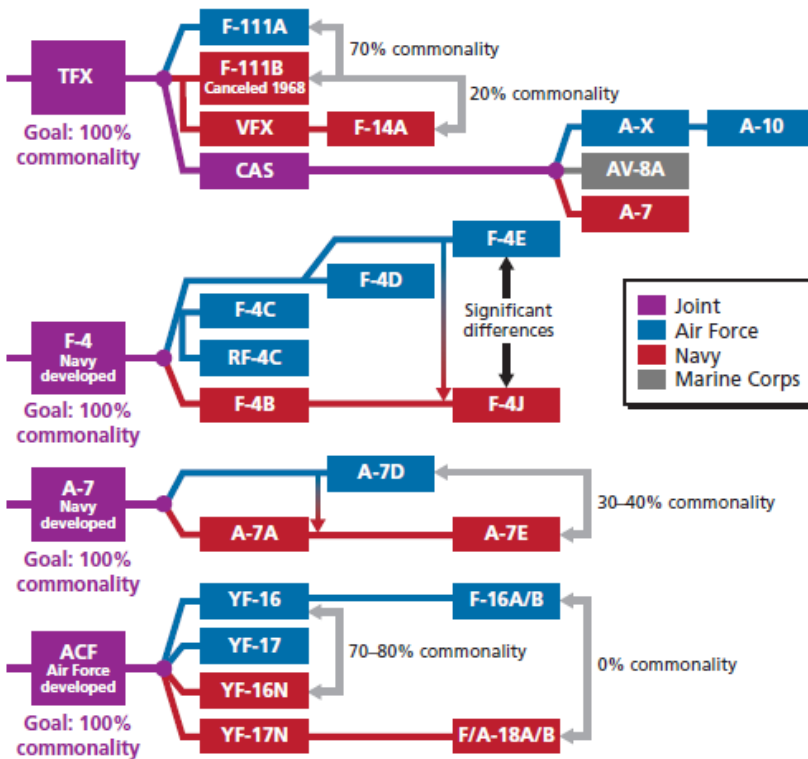 F-111A
70% commonality
TFX
F-111B
Canceled 1968
20% commonality
Goal: 100%
commonality
VFX
F-14A
A-X
A-10
CAS
AV-8A
A-7
F-4E
F-4D
Significant
differences
F-4C
F-4
Navy
developed
RF-4C
Goal: 100%
commonality
F-4B
F-4J
Joint
Air Force
Navy
Marine Corps
A-7D
A-7
Navy
developed
30–40% commonality
A-7A
A-7E
Goal: 100%
commonality
YF-16
F-16A/B
ACF
Air Force
developed
YF-17
70–80% commonality
0% commonality
YF-16N
Goal: 100%
commonality
YF-17N
F/A-18A/B